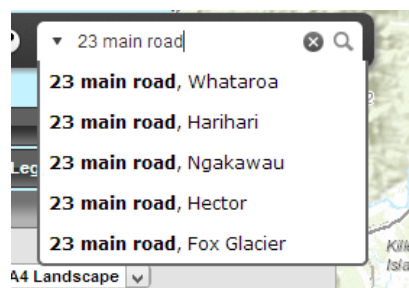 23 main road
23 main road, Whataroa
23 main road, Harihari
23 main road, Ngakawau
Leg
23 main road, Hector
23 main road, Fox Glacier
A4 Landscape